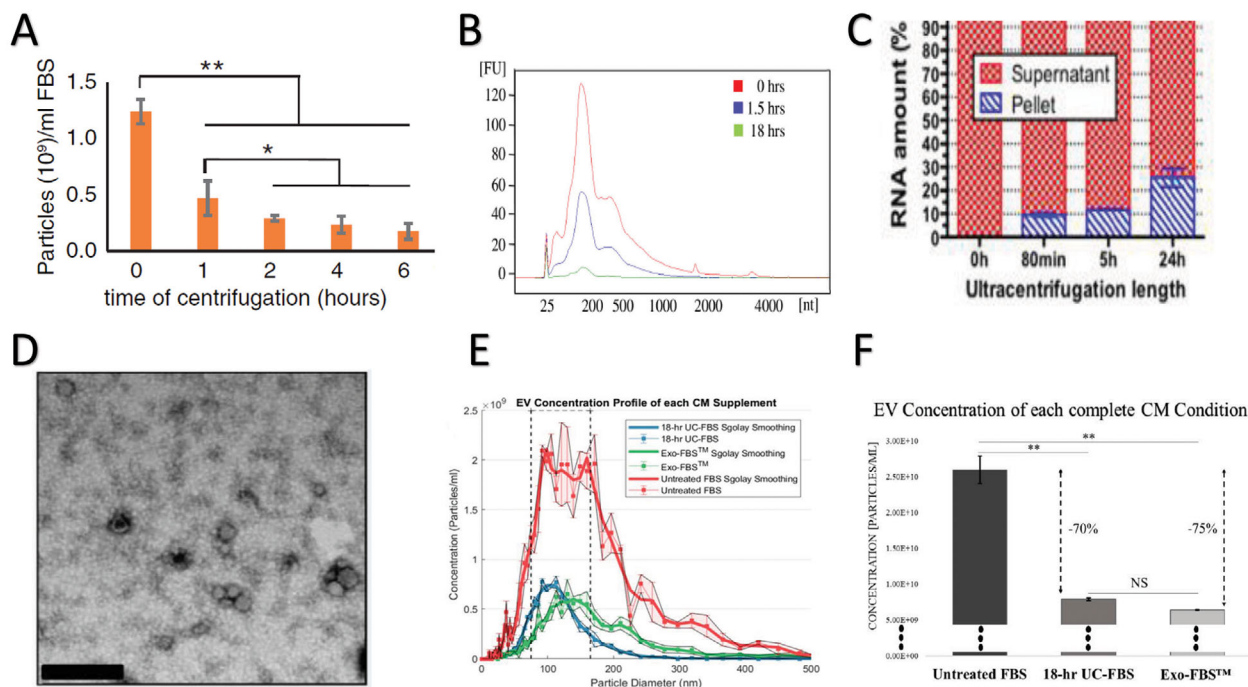 A
Particles (10⁹)/ml FBS
1.5
1.0
0.5
0.0
**
*
0 1 2 4 6
time of centrifugation (hours)
B
[FU]
120
100
80
60
40
20
0
0 hrs
1.5 hrs
18 hrs
25 200 500 1000 2000 4000 [nt]
C
RNA amount (%
90
80
70
60
50
40
30
20
10
0
Supernatant
Pellet
0h 80min 5h 24h
Ultracentrifugation length
D
E
EV Concentration Profile of each CM Supplement
×10⁹
Concentration (Particles/ml)
2.5
2
1.5
1
0.5
0
18-hr UC-FBS Sgolay Smoothing
18-hr UC-FBS
Exo-FBS™ Sgolay Smoothing
Exo-FBS™
Untreated FBS Sgolay Smoothing
Untreated FBS
0 100 200 300 400 500
Particle Diameter (nm)
F
EV Concentration of each complete CM Condition
CONCENTRATION [PARTICLES/ML]
3.00E+10
2.50E+10
2.00E+10
1.50E+10
1.00E+10
5.00E+09
0.00E+00
**
**
-70%
-75%
NS
Untreated FBS 18-hr UC-FBS Exo-FBS™